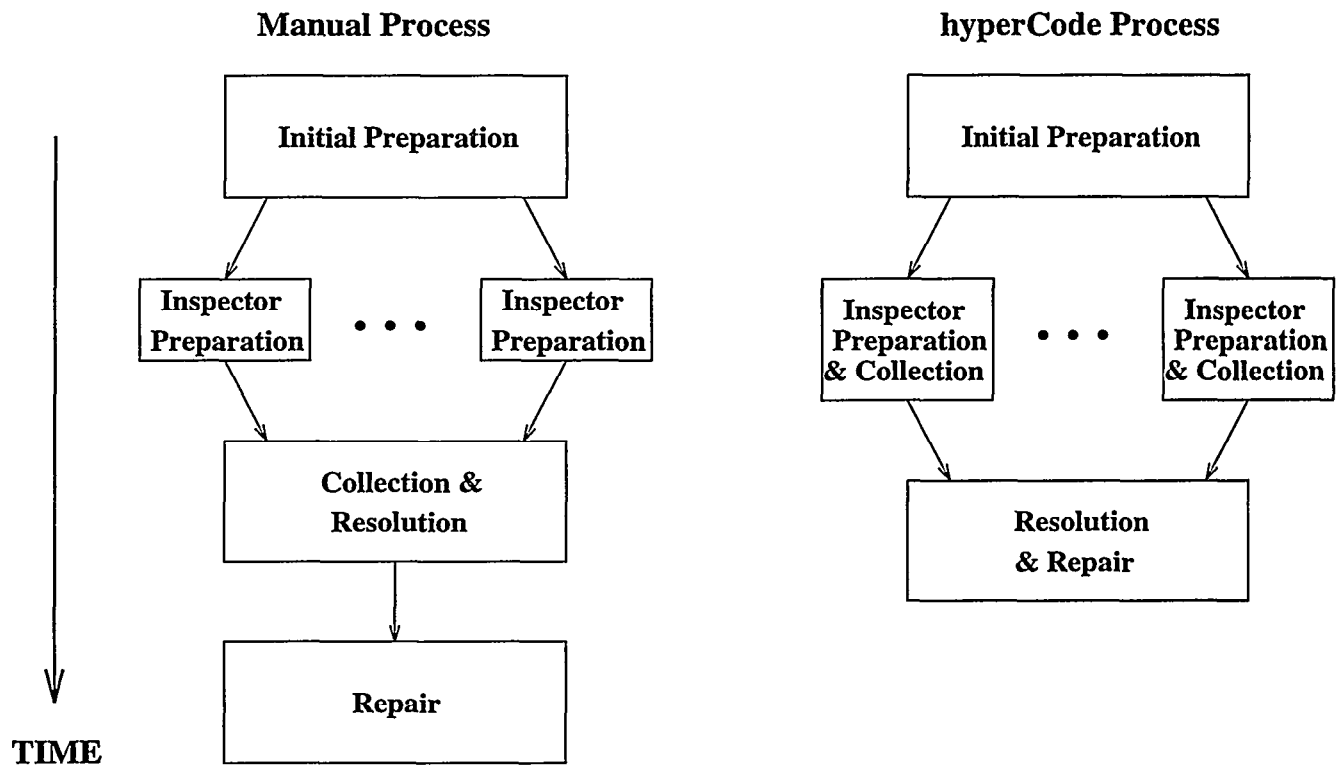 Manual Process
Initial Preparation
Inspector
Preparation
Inspector
Preparation
Collection &
Resolution
Repair
TIME
hyperCode Process
Initial Preparation
Inspector
Preparation
& Collection
Inspector
Preparation
& Collection
Resolution
& Repair